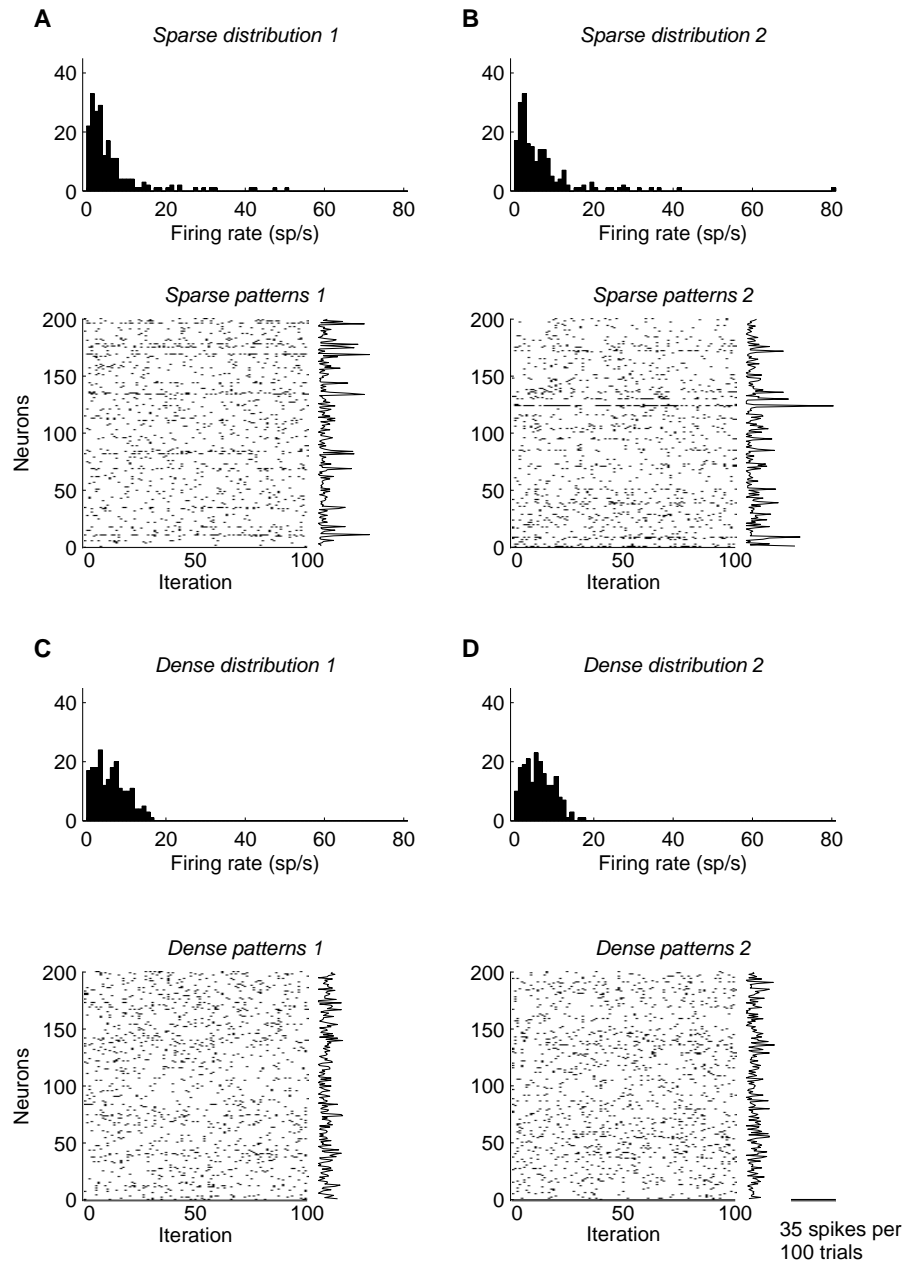 A
Sparse distribution 1
40
20
0
0 20 40 60 80
Firing rate (sp/s)
B
Sparse distribution 2
40
20
0
0 20 40 60 80
Firing rate (sp/s)
Sparse patterns 1
200
150
100
50
0
Neurons
0 50 100
Iteration
Sparse patterns 2
200
150
100
50
0
0 50 100
Iteration
C
Dense distribution 1
40
20
0
0 20 40 60 80
Firing rate (sp/s)
D
Dense distribution 2
40
20
0
0 20 40 60 80
Firing rate (sp/s)
Dense patterns 1
200
150
100
50
0
Neurons
0 50 100
Iteration
Dense patterns 2
200
150
100
50
0
0 50 100
Iteration
35 spikes per
100 trials